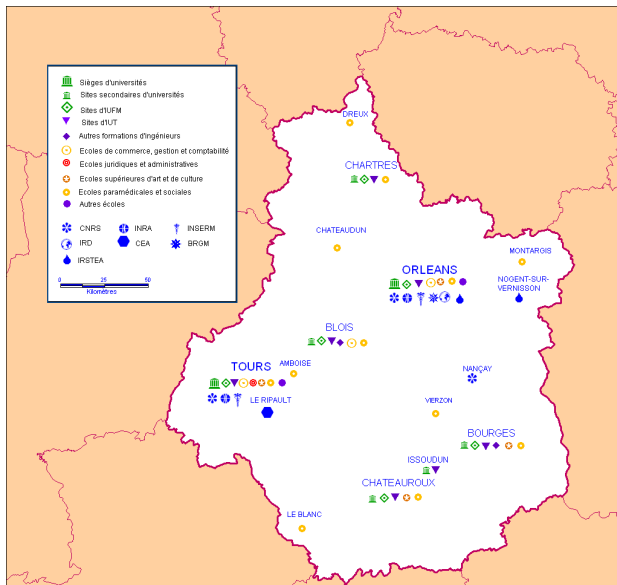 Sièges d'universités
Sites secondaires d'universités
Sites d'IUFM
Sites d'IUT
Autres formations d'ingénieurs
Ecoles de commerce, gestion et comptabilité
Ecoles juridiques et administratives
Ecoles supérieures d'art et de culture
Ecoles paramédicales et sociales
Autres écoles
CNRS INRA INSERM
IRD CEA BRGM
IRSTEA
0 25 50
Kilomètres
DREUX
CHARTRES
CHATEAUDUN
MONTARGIS
ORLEANS
NOGENT-SUR-
VERNISSON
BLOIS
TOURS
AMBOISE
NANÇAY
LE RIPAULT
VIERZON
BOURGES
ISSOUDUN
CHATEAUROUX
LE BLANC